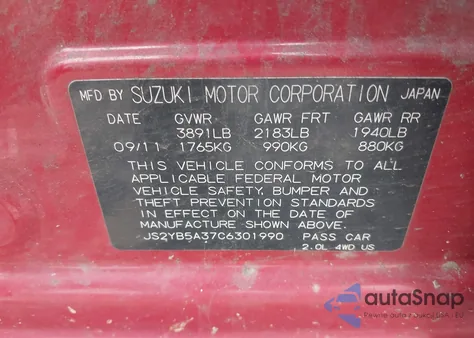 MFD BY SUZUKI MOTOR CORPORATION JAPAN
DATE GVWR GAWR FRT GAWR RR
3891LB 2183LB 1940LB
09/11 1765KG 990KG 880KG
THIS VEHICLE CONFORMS TO ALL
APPLICABLE FEDERAL MOTOR
VEHICLE SAFETY, BUMPER AND
THEFT PREVENTION STANDARDS
IN EFFECT ON THE DATE OF
MANUFACTURE SHOWN ABOVE.
JS2YB5A37C6301990 PASS CAR
2.0L 4WD US
autaSnap